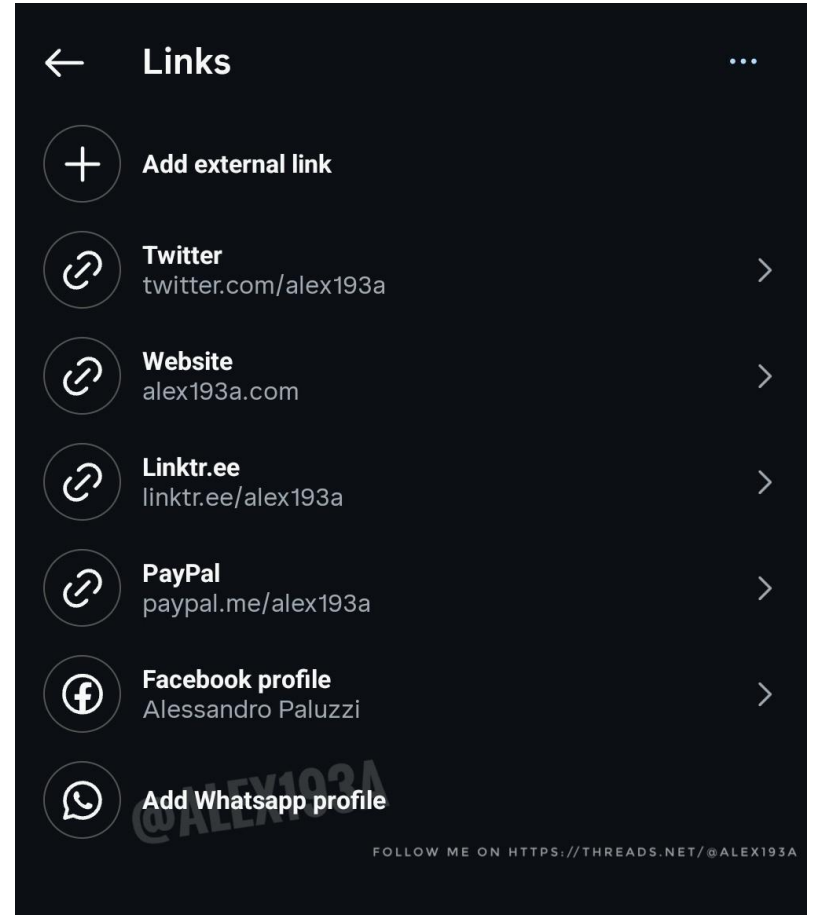 Links
Add external link
Twitter
twitter.com/alex193a
Website
alex193a.com
Linktr.ee
linktr.ee/alex193a
PayPal
paypal.me/alex193a
Facebook profile
Alessandro Paluzzi
@ALEX193A
Add Whatsapp profile
FOLLOW ME ON HTTPS://THREADS.NET/@ALEX193A